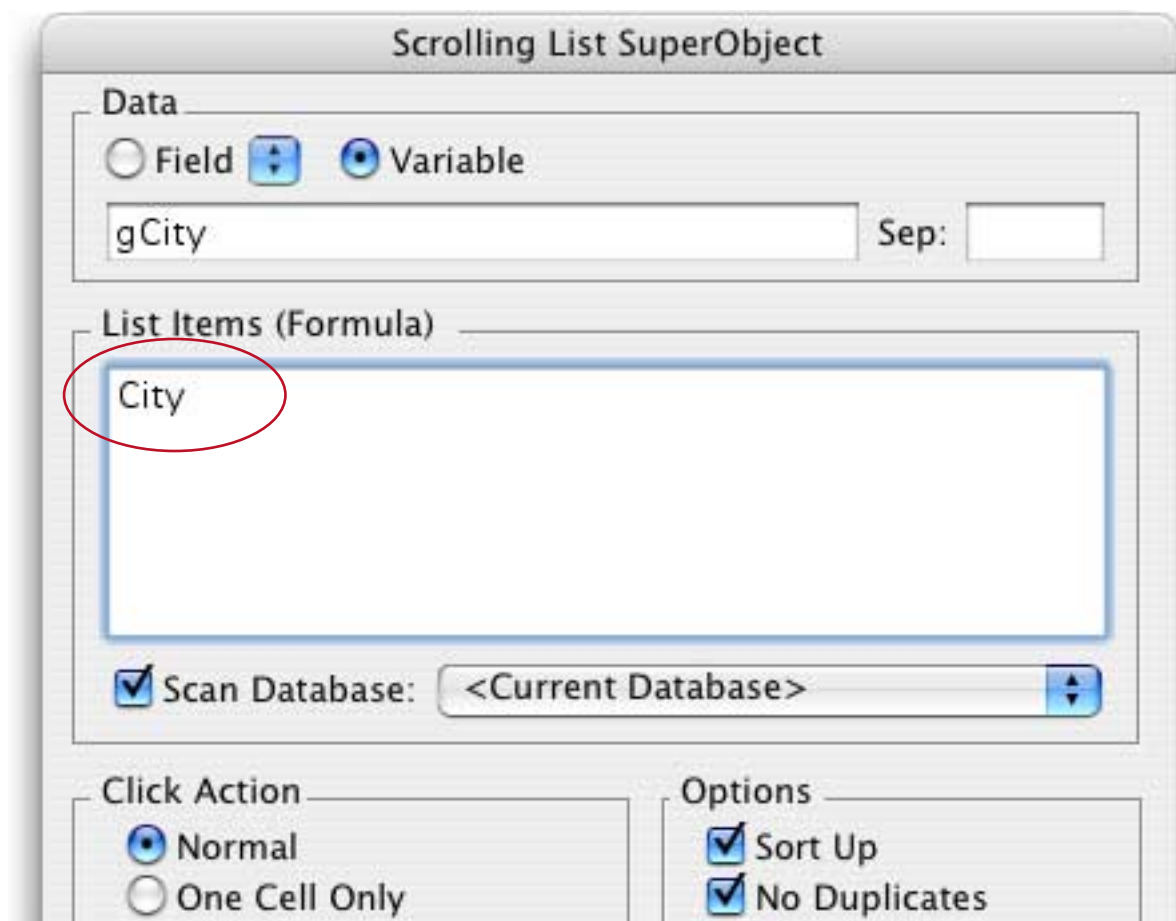 Scrolling List SuperObject
Data
Field Variable
gCity Sep:
List Items (Formula)
City
Scan Database: <Current Database>
Click Action Options
Normal Sort Up
One Cell Only No Duplicates